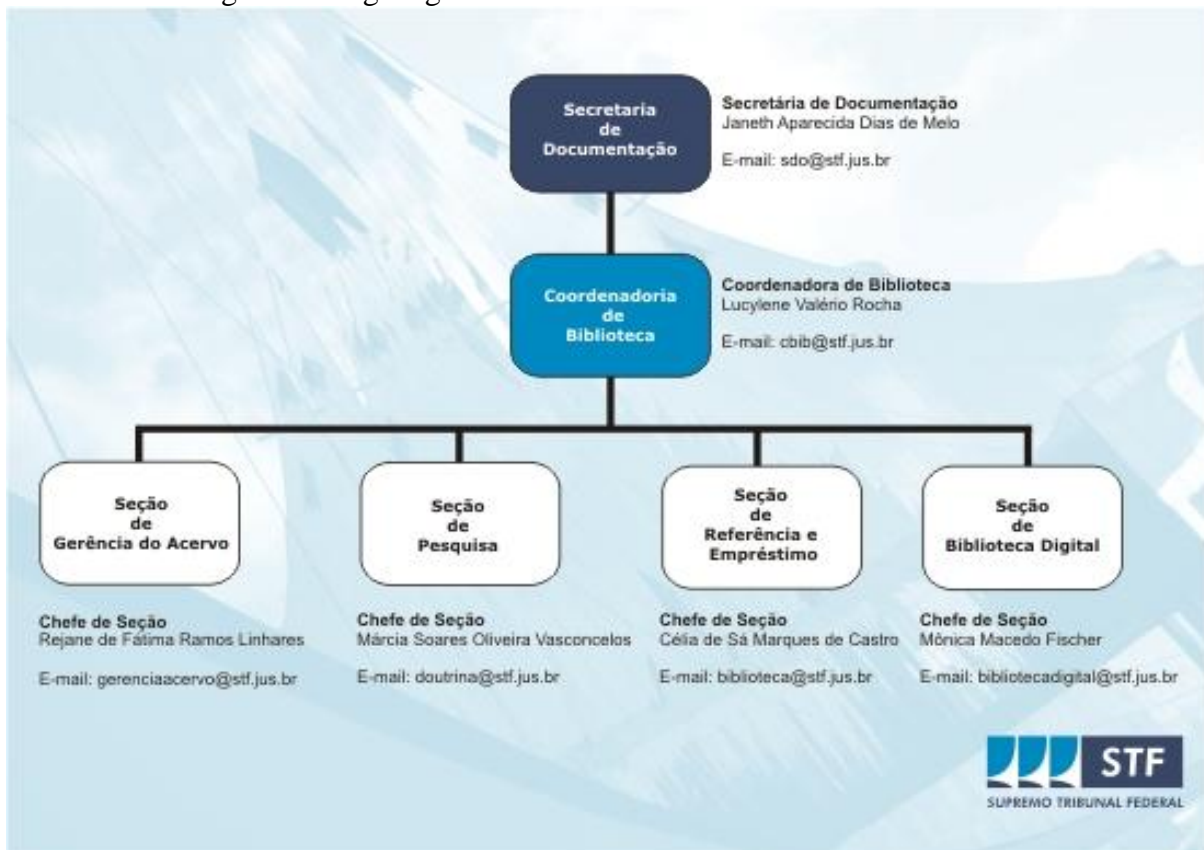 Secretaria
de
Documentação
Secretária de Documentação
Janeth Aparecida Dias de Melo
E-mail: sdo@stf.jus.br
Coordenadoria
de
Biblioteca
Coordenadora de Biblioteca
Lucylene Valério Rocha
E-mail: cbib@stf.jus.br
Seção
de
Gerência do Acervo
Chefe de Seção
Rejane de Fátima Ramos Linhares
E-mail: gerenciaacervo@stf.jus.br
Seção
de
Pesquisa
Chefe de Seção
Márcia Soares Oliveira Vasconcelos
E-mail: doutrina@stf.jus.br
Seção
de
Referência e
Empréstimo
Chefe de Seção
Célia de Sá Marques de Castro
E-mail: biblioteca@stf.jus.br
Seção
de
Biblioteca Digital
Chefe de Seção
Mônica Macedo Fischer
E-mail: bibliotecadigital@stf.jus.br
STF
SUPREMO TRIBUNAL FEDERAL